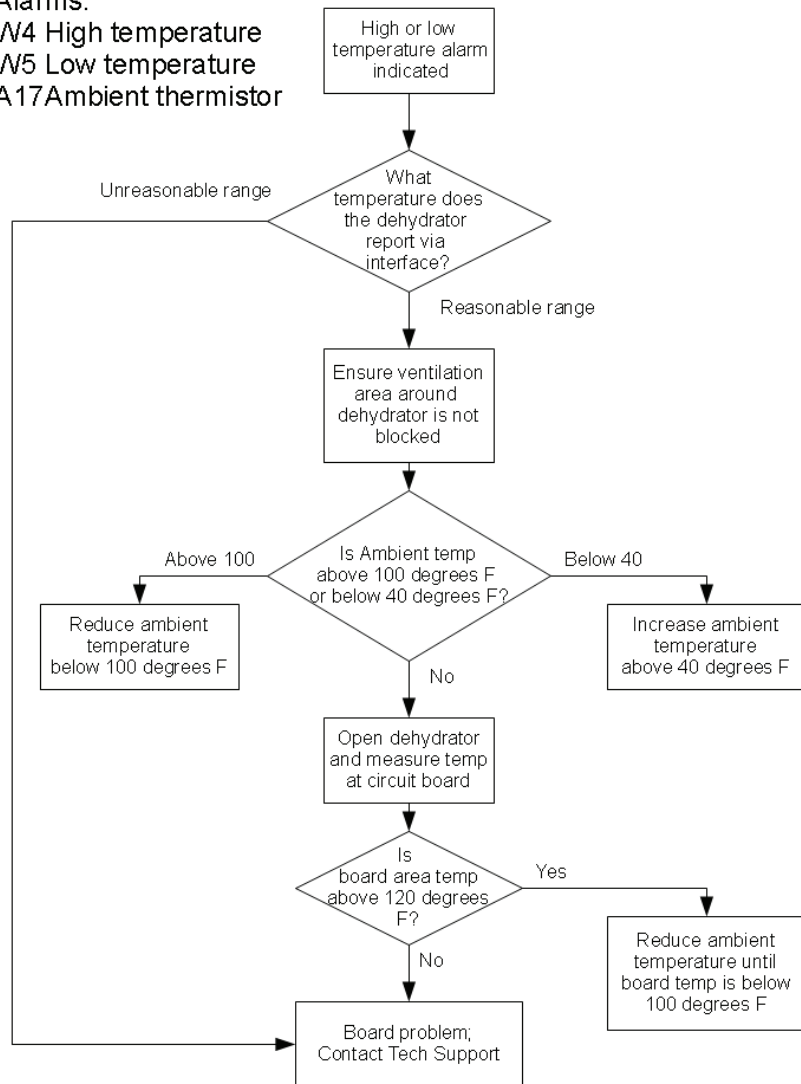 Alarms:
W4 High temperature
W5 Low temperature
A17Ambient thermistor
High or low
temperature alarm
indicated
What
temperature does
the dehydrator
report via
interface?
Unreasonable range
Reasonable range
Ensure ventilation
area around
dehydrator is not
blocked
Is Ambient temp
above 100 degrees F
or below 40 degrees F?
Above 100
Below 40
Reduce ambient
temperature
below 100 degrees F
Increase ambient
temperature
above 40 degrees F
No
Open dehydrator
and measure temp
at circuit board
Is
board area temp
above 120 degrees
F?
Yes
Reduce ambient
temperature until
board temp is below
100 degrees F
No
Board problem;
Contact Tech Support